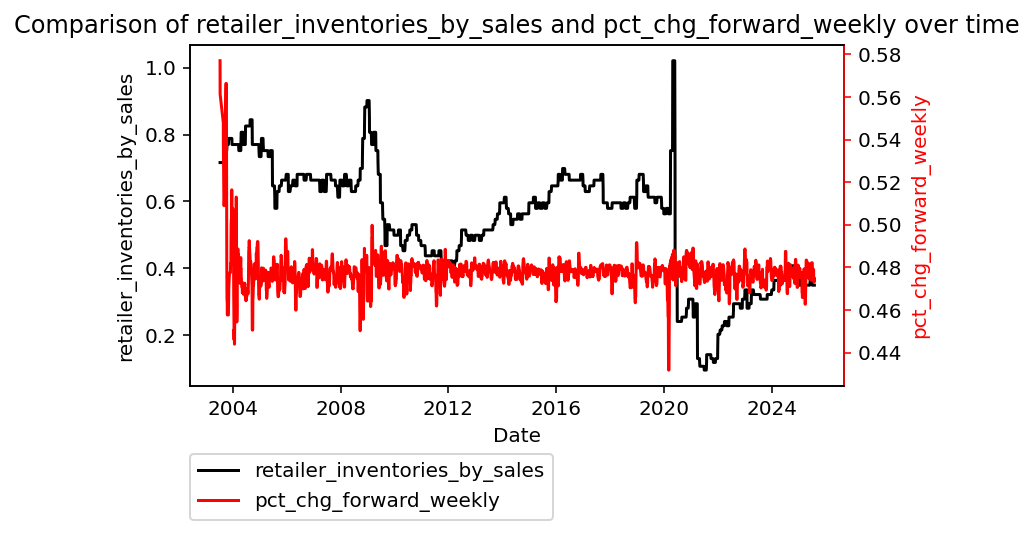 Comparison of retailer_inventories_by_sales and pct_chg_forward_weekly over time
retailer_inventories_by_sales
1.0
0.8
0.6
0.4
0.2
0.58
0.56
0.54
0.52
0.50
0.48
0.46
0.44
pct_chg_forward_weekly
2004 2008 2012 2016 2020 2024
Date
retailer_inventories_by_sales
pct_chg_forward_weekly